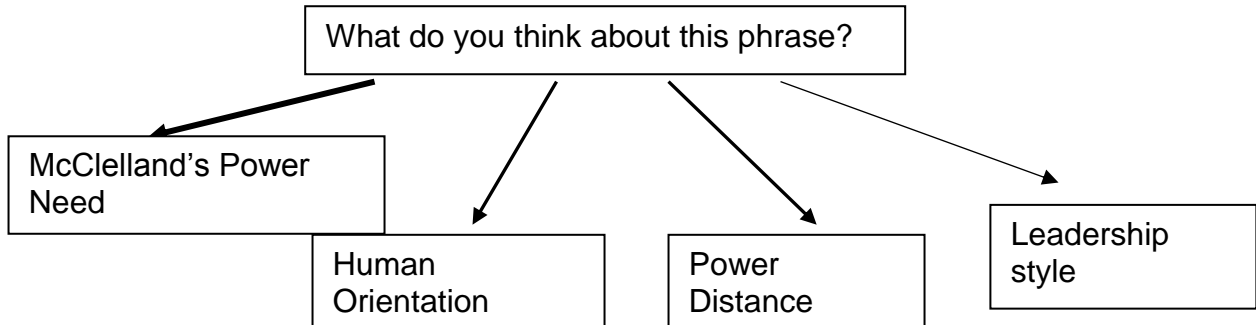 What do you think about this phrase?
McClelland’s Power
Need
Human
Orientation
Power
Distance
Leadership
style